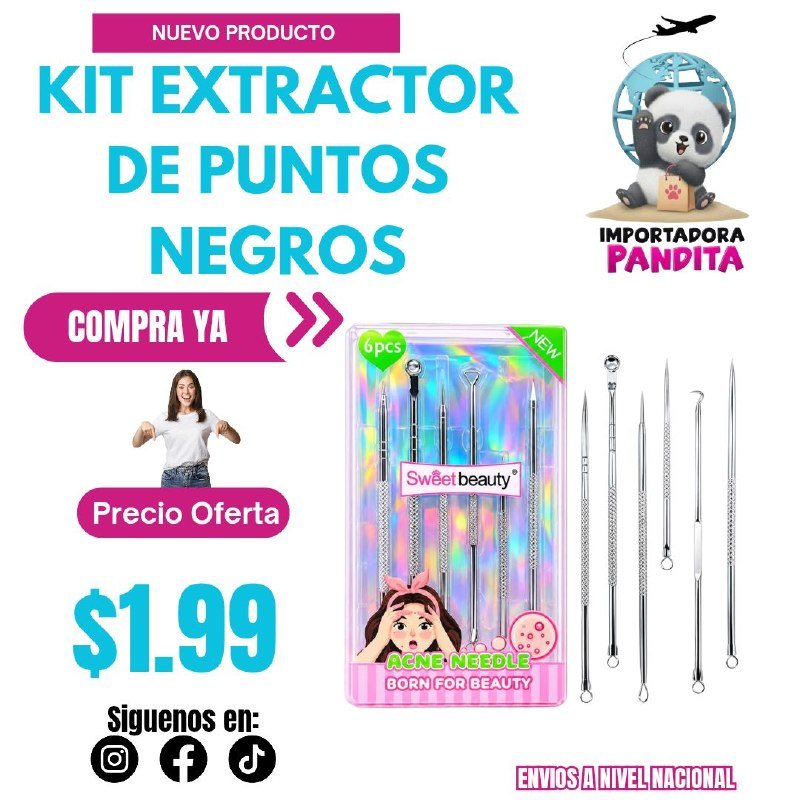 NUEVO PRODUCTO
KIT EXTRACTOR
DE PUNTOS
NEGROS
IMPORTADORA
PANDITA
COMPRA YA
6pcs
NEW
Sweetbeauty®
Precio Oferta
$1.99
ACNE NEEDLE
BORN FOR BEAUTY
Siguenos en:
ENVIOS A NIVEL NACIONAL